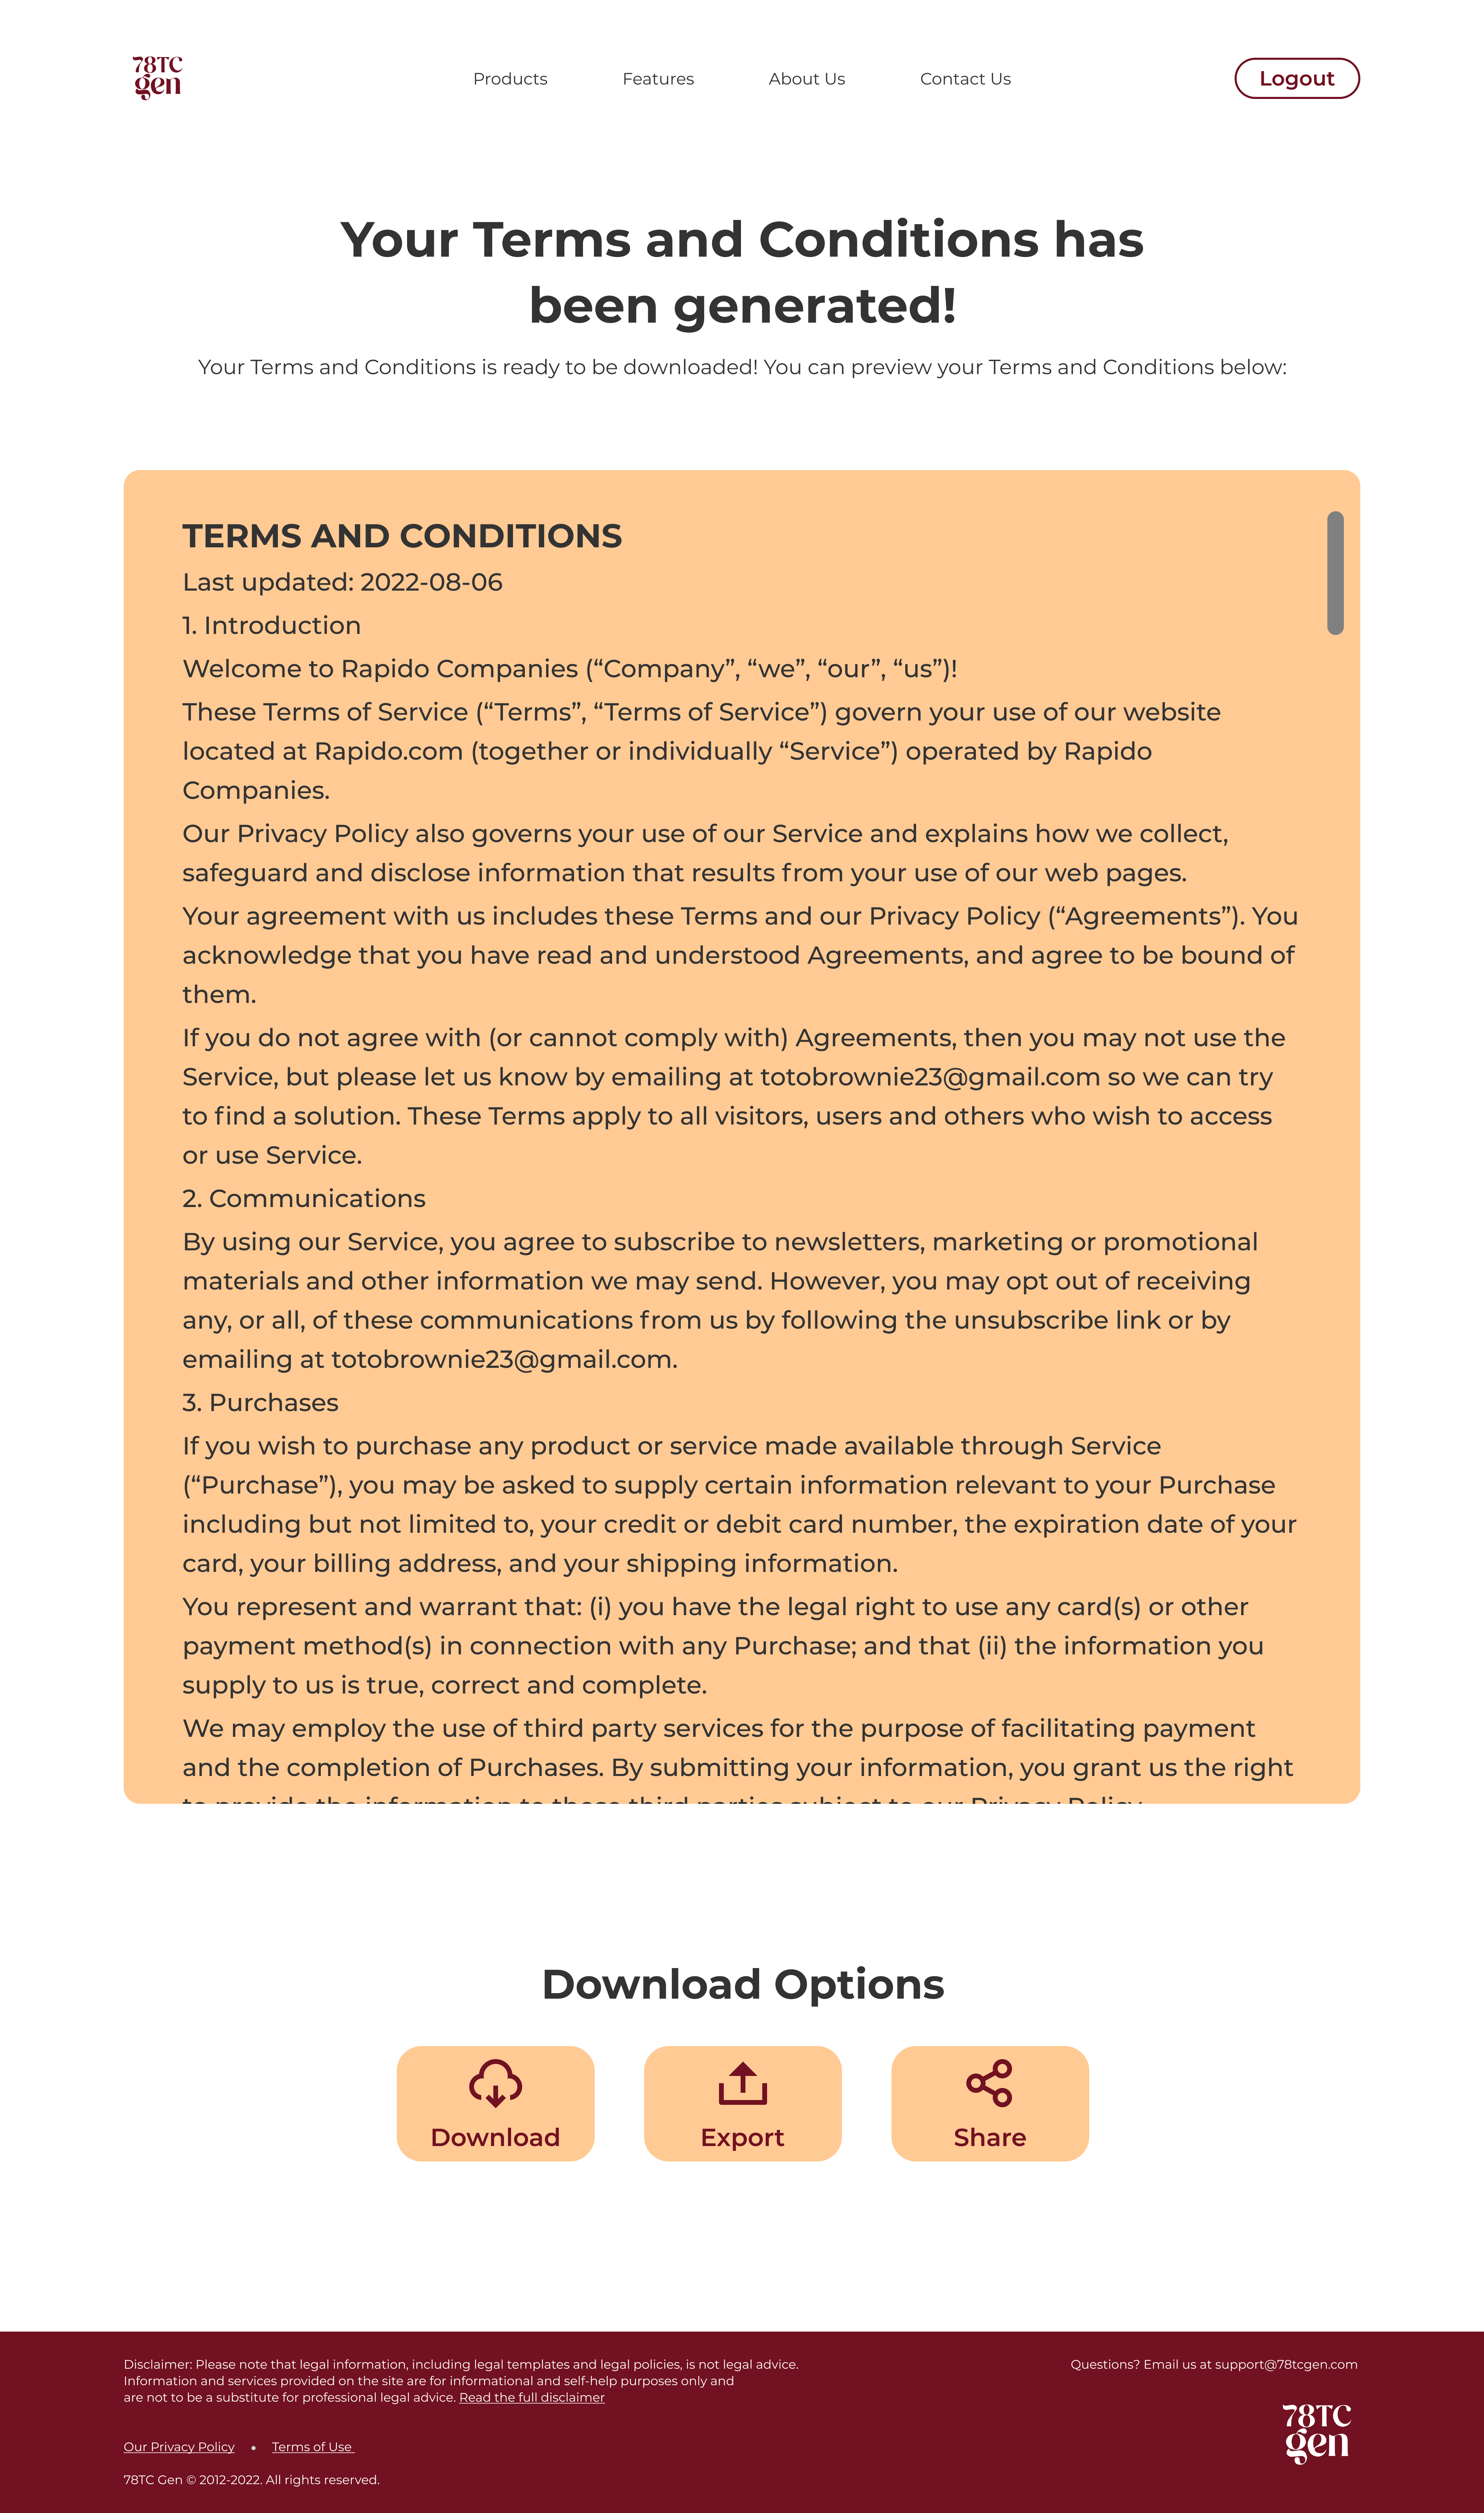 78TC
gen
Products Features About Us Contact Us Logout
Your Terms and Conditions has
been generated!
Your Terms and Conditions is ready to be downloaded! You can preview your Terms and Conditions below:
TERMS AND CONDITIONS
Last updated: 2022-08-06
1. Introduction
Welcome to Rapido Companies (“Company”, “we”, “our”, “us”)!
These Terms of Service (“Terms”, “Terms of Service”) govern your use of our website
located at Rapido.com (together or individually “Service”) operated by Rapido
Companies.
Our Privacy Policy also governs your use of our Service and explains how we collect,
safeguard and disclose information that results from your use of our web pages.
Your agreement with us includes these Terms and our Privacy Policy (“Agreements”). You
acknowledge that you have read and understood Agreements, and agree to be bound of
them.
If you do not agree with (or cannot comply with) Agreements, then you may not use the
Service, but please let us know by emailing at totobrownie23@gmail.com so we can try
to find a solution. These Terms apply to all visitors, users and others who wish to access
or use Service.
2. Communications
By using our Service, you agree to subscribe to newsletters, marketing or promotional
materials and other information we may send. However, you may opt out of receiving
any, or all, of these communications from us by following the unsubscribe link or by
emailing at totobrownie23@gmail.com.
3. Purchases
If you wish to purchase any product or service made available through Service
(“Purchase”), you may be asked to supply certain information relevant to your Purchase
including but not limited to, your credit or debit card number, the expiration date of your
card, your billing address, and your shipping information.
You represent and warrant that: (i) you have the legal right to use any card(s) or other
payment method(s) in connection with any Purchase; and that (ii) the information you
supply to us is true, correct and complete.
We may employ the use of third party services for the purpose of facilitating payment
and the completion of Purchases. By submitting your information, you grant us the right
to provide the information to these third parties subject to our Privacy Policy
Download Options
Download Export Share
Disclaimer: Please note that legal information, including legal templates and legal policies, is not legal advice.
Information and services provided on the site are for informational and self-help purposes only and
are not to be a substitute for professional legal advice. Read the full disclaimer
Questions? Email us at support@78tcgen.com
78TC
gen
Our Privacy Policy • Terms of Use
78TC Gen © 2012-2022. All rights reserved.